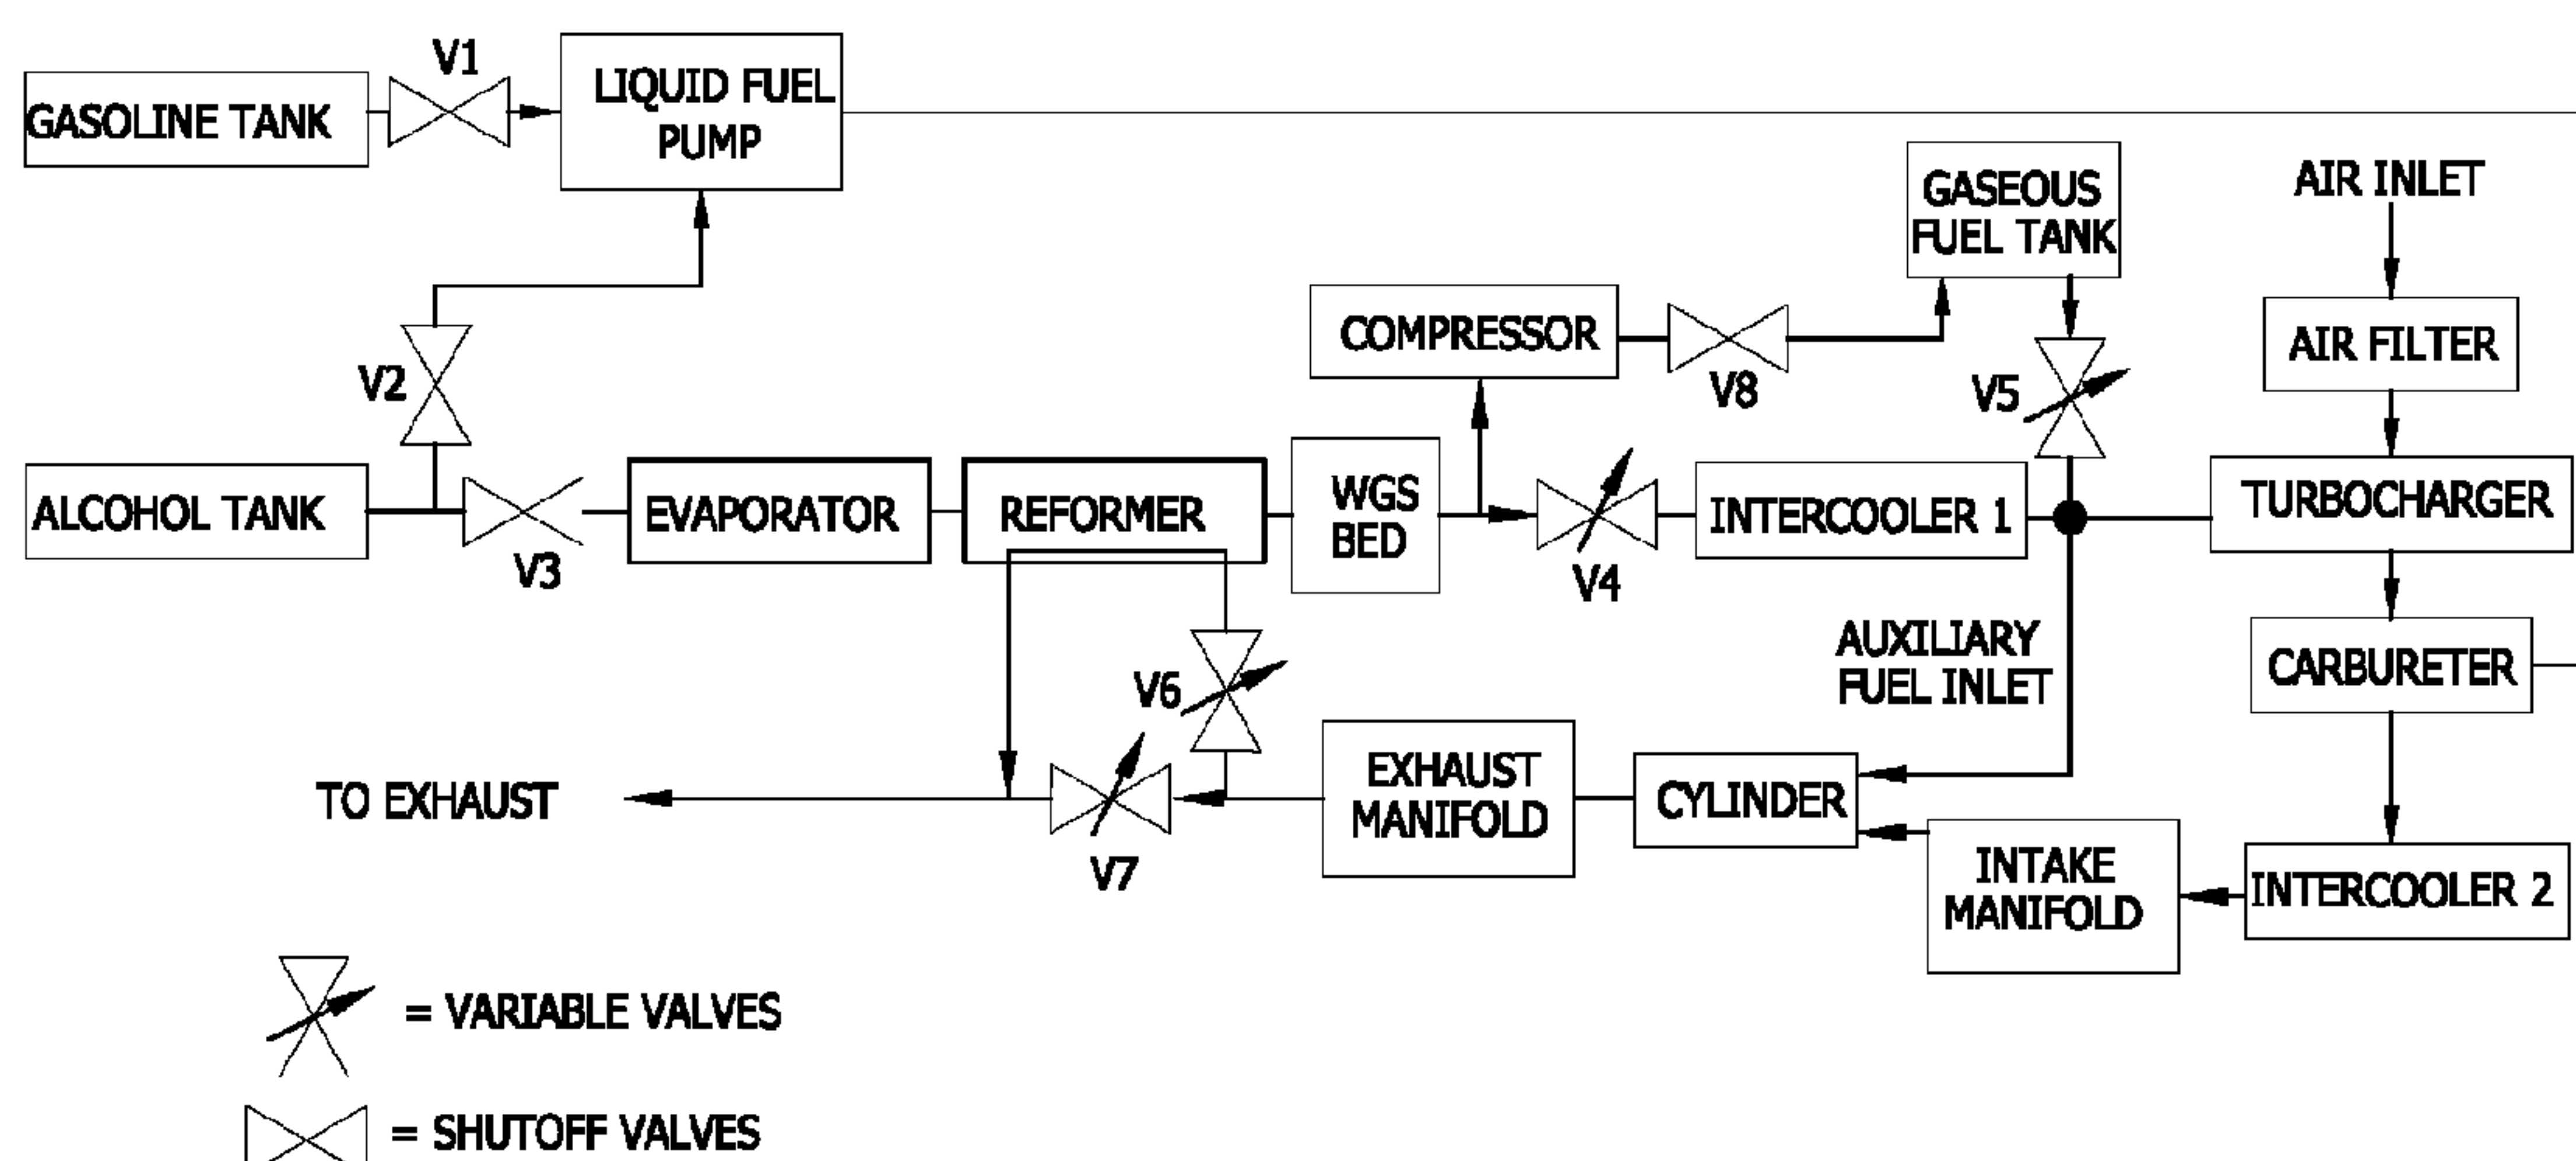 V1
GASOLINE TANK
LIQUID FUEL
PUMP
GASEOUS
FUEL TANK
AIR INLET
COMPRESSOR
V8
AIR FILTER
V2
V5
ALCOHOL TANK
V3
EVAPORATOR
REFORMER
WGS
BED
V4
INTERCOOLER 1
TURBOCHARGER
AUXILIARY
FUEL INLET
CARBURETER
V6
TO EXHAUST
V7
EXHAUST
MANIFOLD
CYLINDER
INTAKE
MANIFOLD
INTERCOOLER 2
= VARIABLE VALVES
= SHUTOFF VALVES